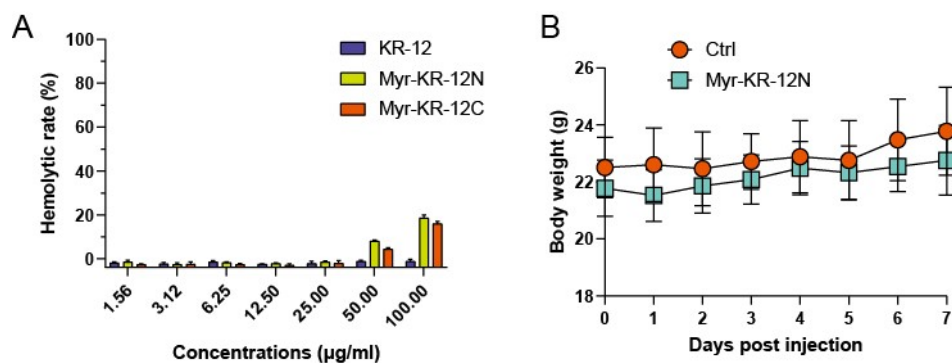 A
Hemolytic rate (%)
100
80
60
40
20
0
KR-12
Myr-KR-12N
Myr-KR-12C
1.56
3.12
6.25
12.50
25.00
50.00
100.00
Concentrations (µg/ml)
B
Ctrl
Myr-KR-12N
Body weight (g)
26
24
22
20
18
0 1 2 3 4 5 6 7
Days post injection